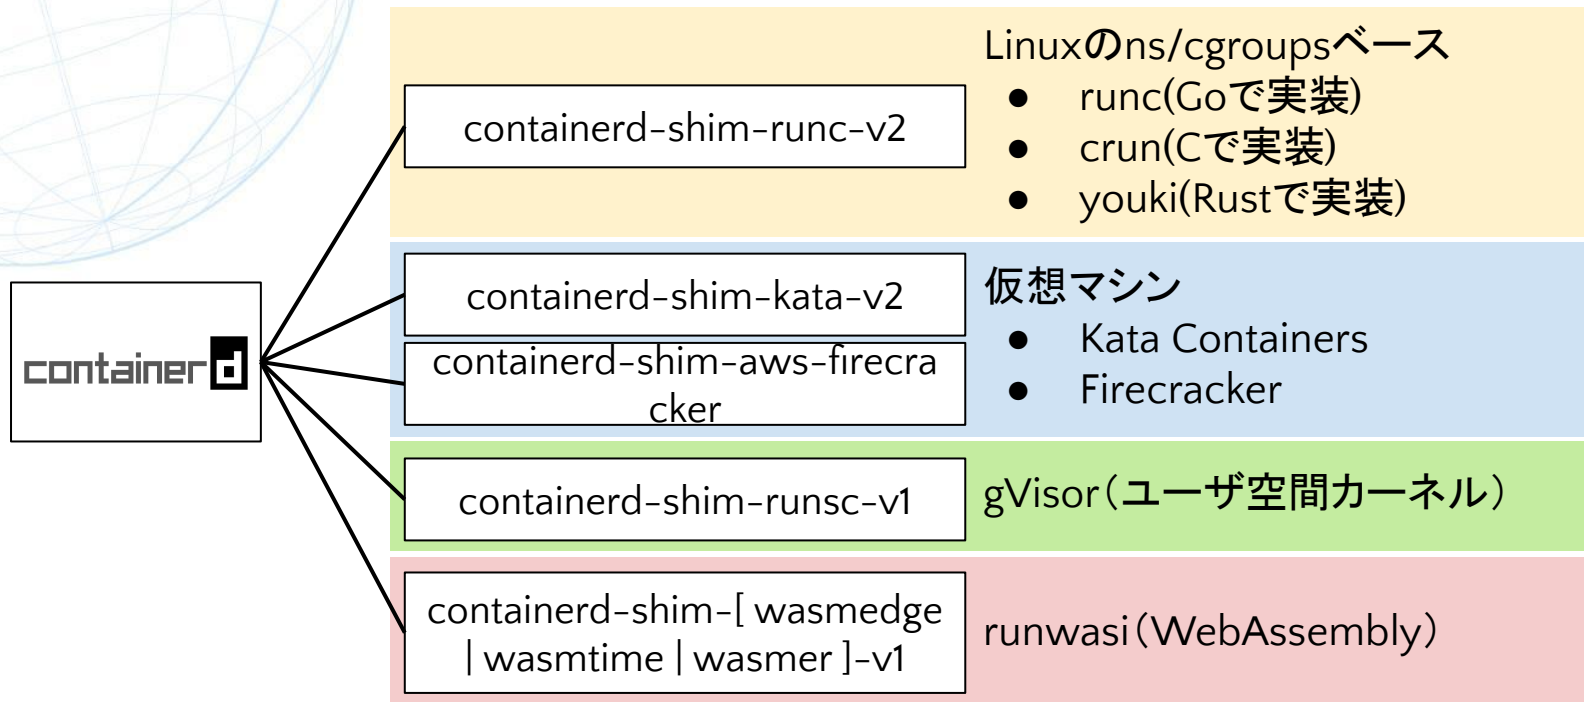 Linuxのns/cgroupsベース
containerd-shim-runc-v2
● runc(Goで実装)
● crun(Cで実装)
● youki(Rustで実装)
containerd
containerd-shim-kata-v2
containerd-shim-aws-firecra
cker
仮想マシン
● Kata Containers
● Firecracker
containerd-shim-runsc-v1
gVisor（ユーザ空間カーネル）
containerd-shim-[ wasmedge
| wasmtime | wasmer ]-v1
runwasi（WebAssembly）